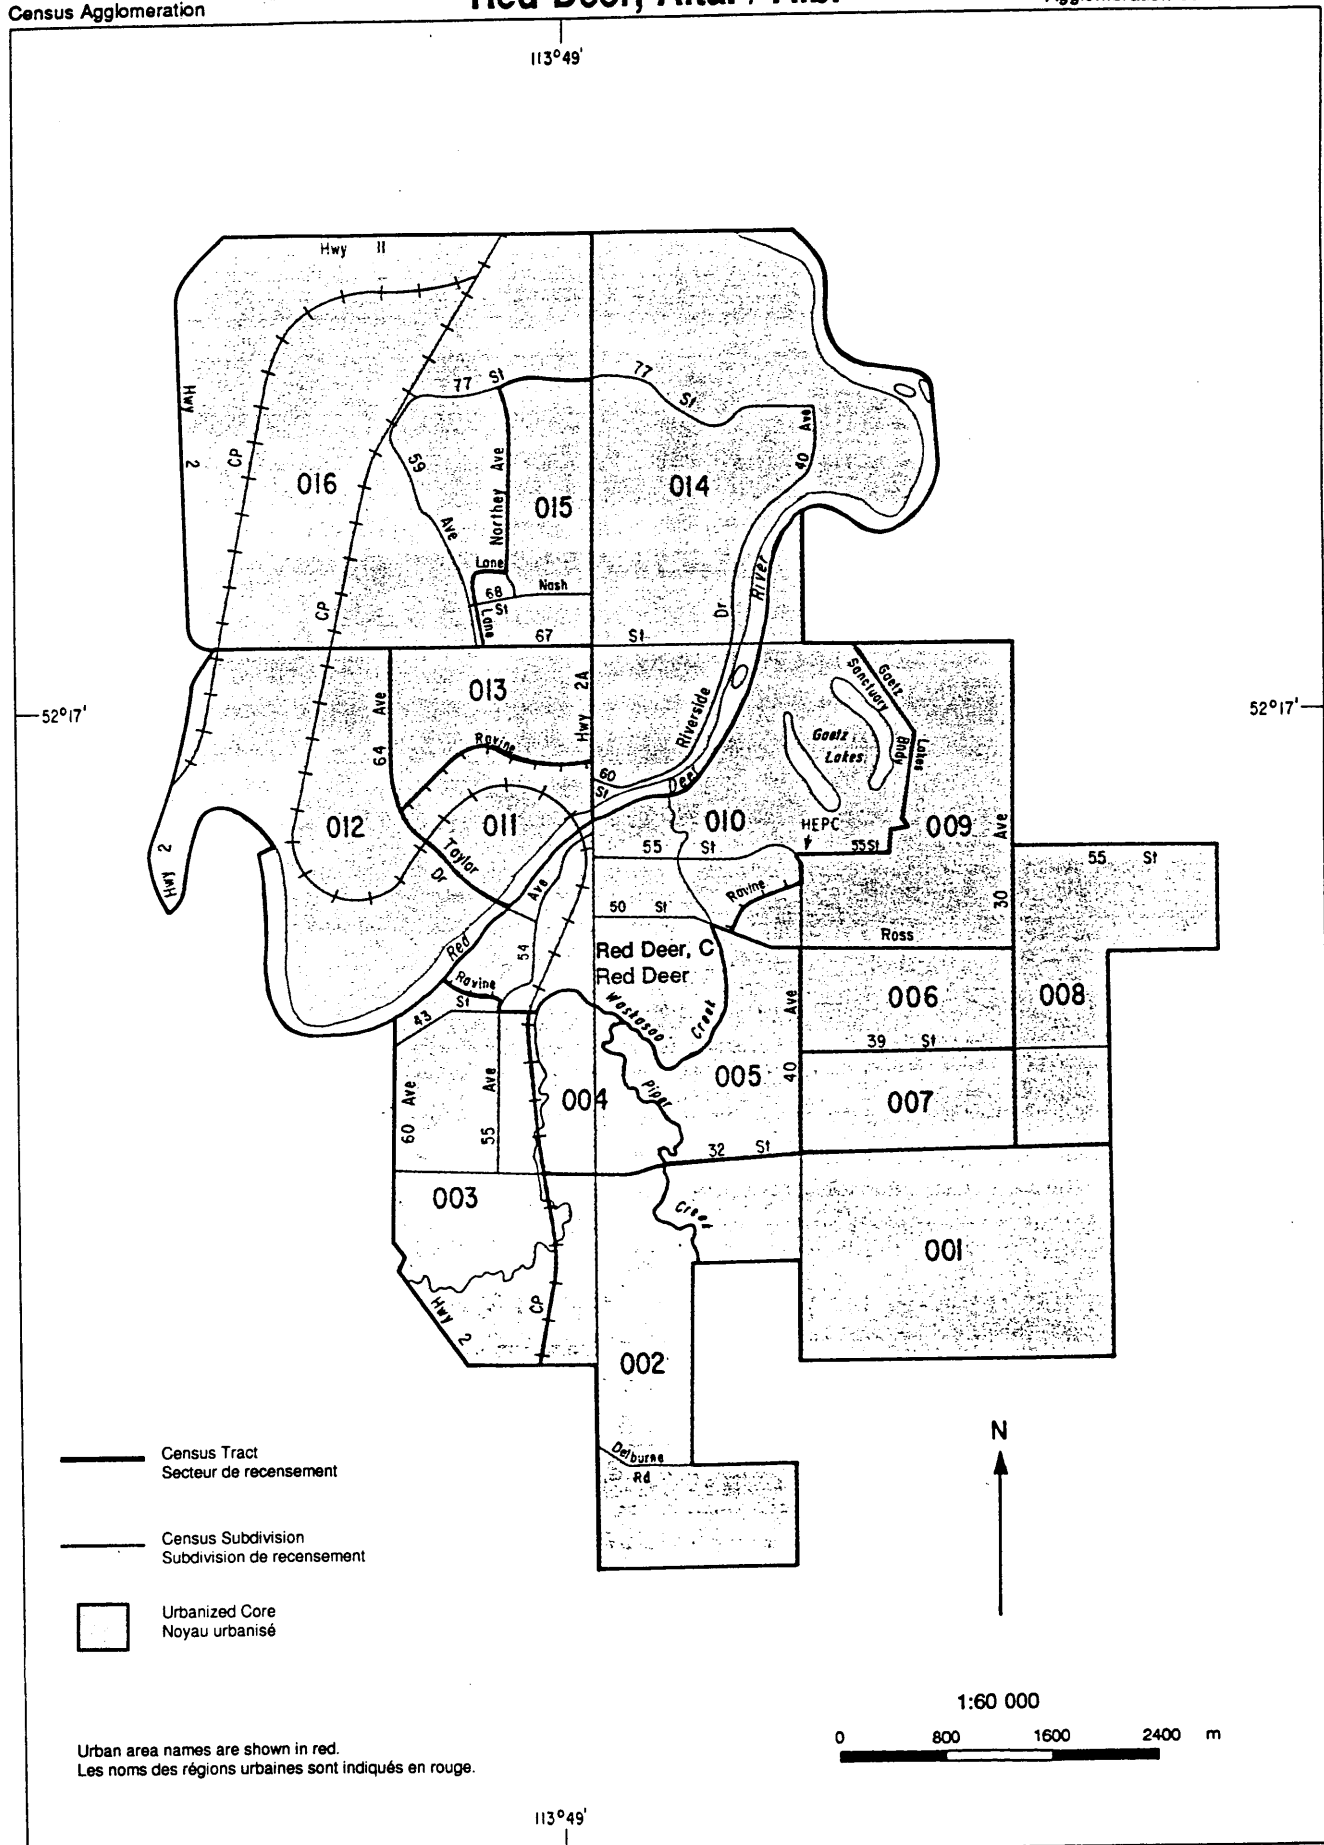 Census Agglomeration
Red Deer, Alta. / Alb.
113°49'
Hwy 11
77 St
77
St
Hwy
2
CP
016
59
Ave
Northey Ave
015
014
40
Ave
Lane
68
St
Nash
Lane
CP
67 St
Dr
River
52°17'
52°17'
64 Ave
013
Hwy 2A
Ravine
Riverside
60
St
Deer
Gaetz
Sanctuary
Gaetz
Lakes
Lakes
Bndy
012
011
010
HEPC
009
Hwy 2
Taylor
Dr
55 St
55 St
55 St
30 Ave
Ravine
Ave
50 St
Ross
Red
54
Red Deer, C
Red Deer
Ravine
St
43
Waskasoo
Creek
Ave
40
006
008
39 St
60 Ave
55 Ave
004
005
007
Piper
32 St
003
Creek
001
Hwy 2
CP
002
Delburne
Rd
N
Census Tract
Secteur de recensement
Census Subdivision
Subdivision de recensement
Urbanized Core
Noyau urbanisé
1:60 000
0 800 1600 2400 m
Urban area names are shown in red.
Les noms des régions urbaines sont indiqués en rouge.
113°49'